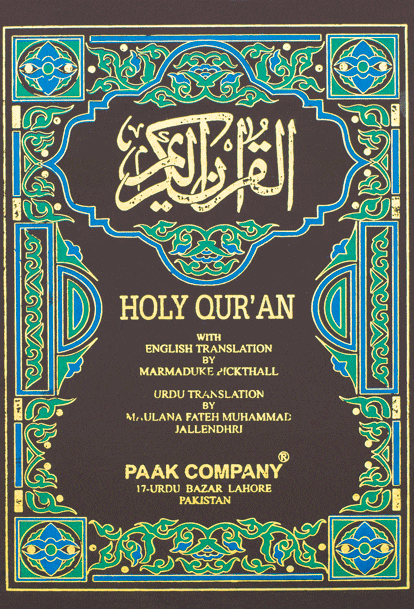 القرآن الكريم
HOLY QUR'AN
WITH
ENGLISH TRANSLATION
BY
MARMADUKE PICKTHALL
URDU TRANSLATION
BY
MAULANA FATEH MUHAMMAD
JALLENDHRI
PAAK COMPANY®
17-URDU BAZAR LAHORE
PAKISTAN